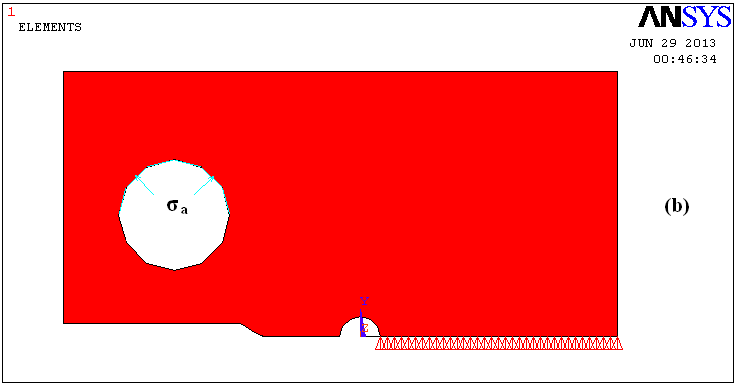 1
ELEMENTS
ANSYS
JUN 29 2013
00:46:34
σa
(b)
Z